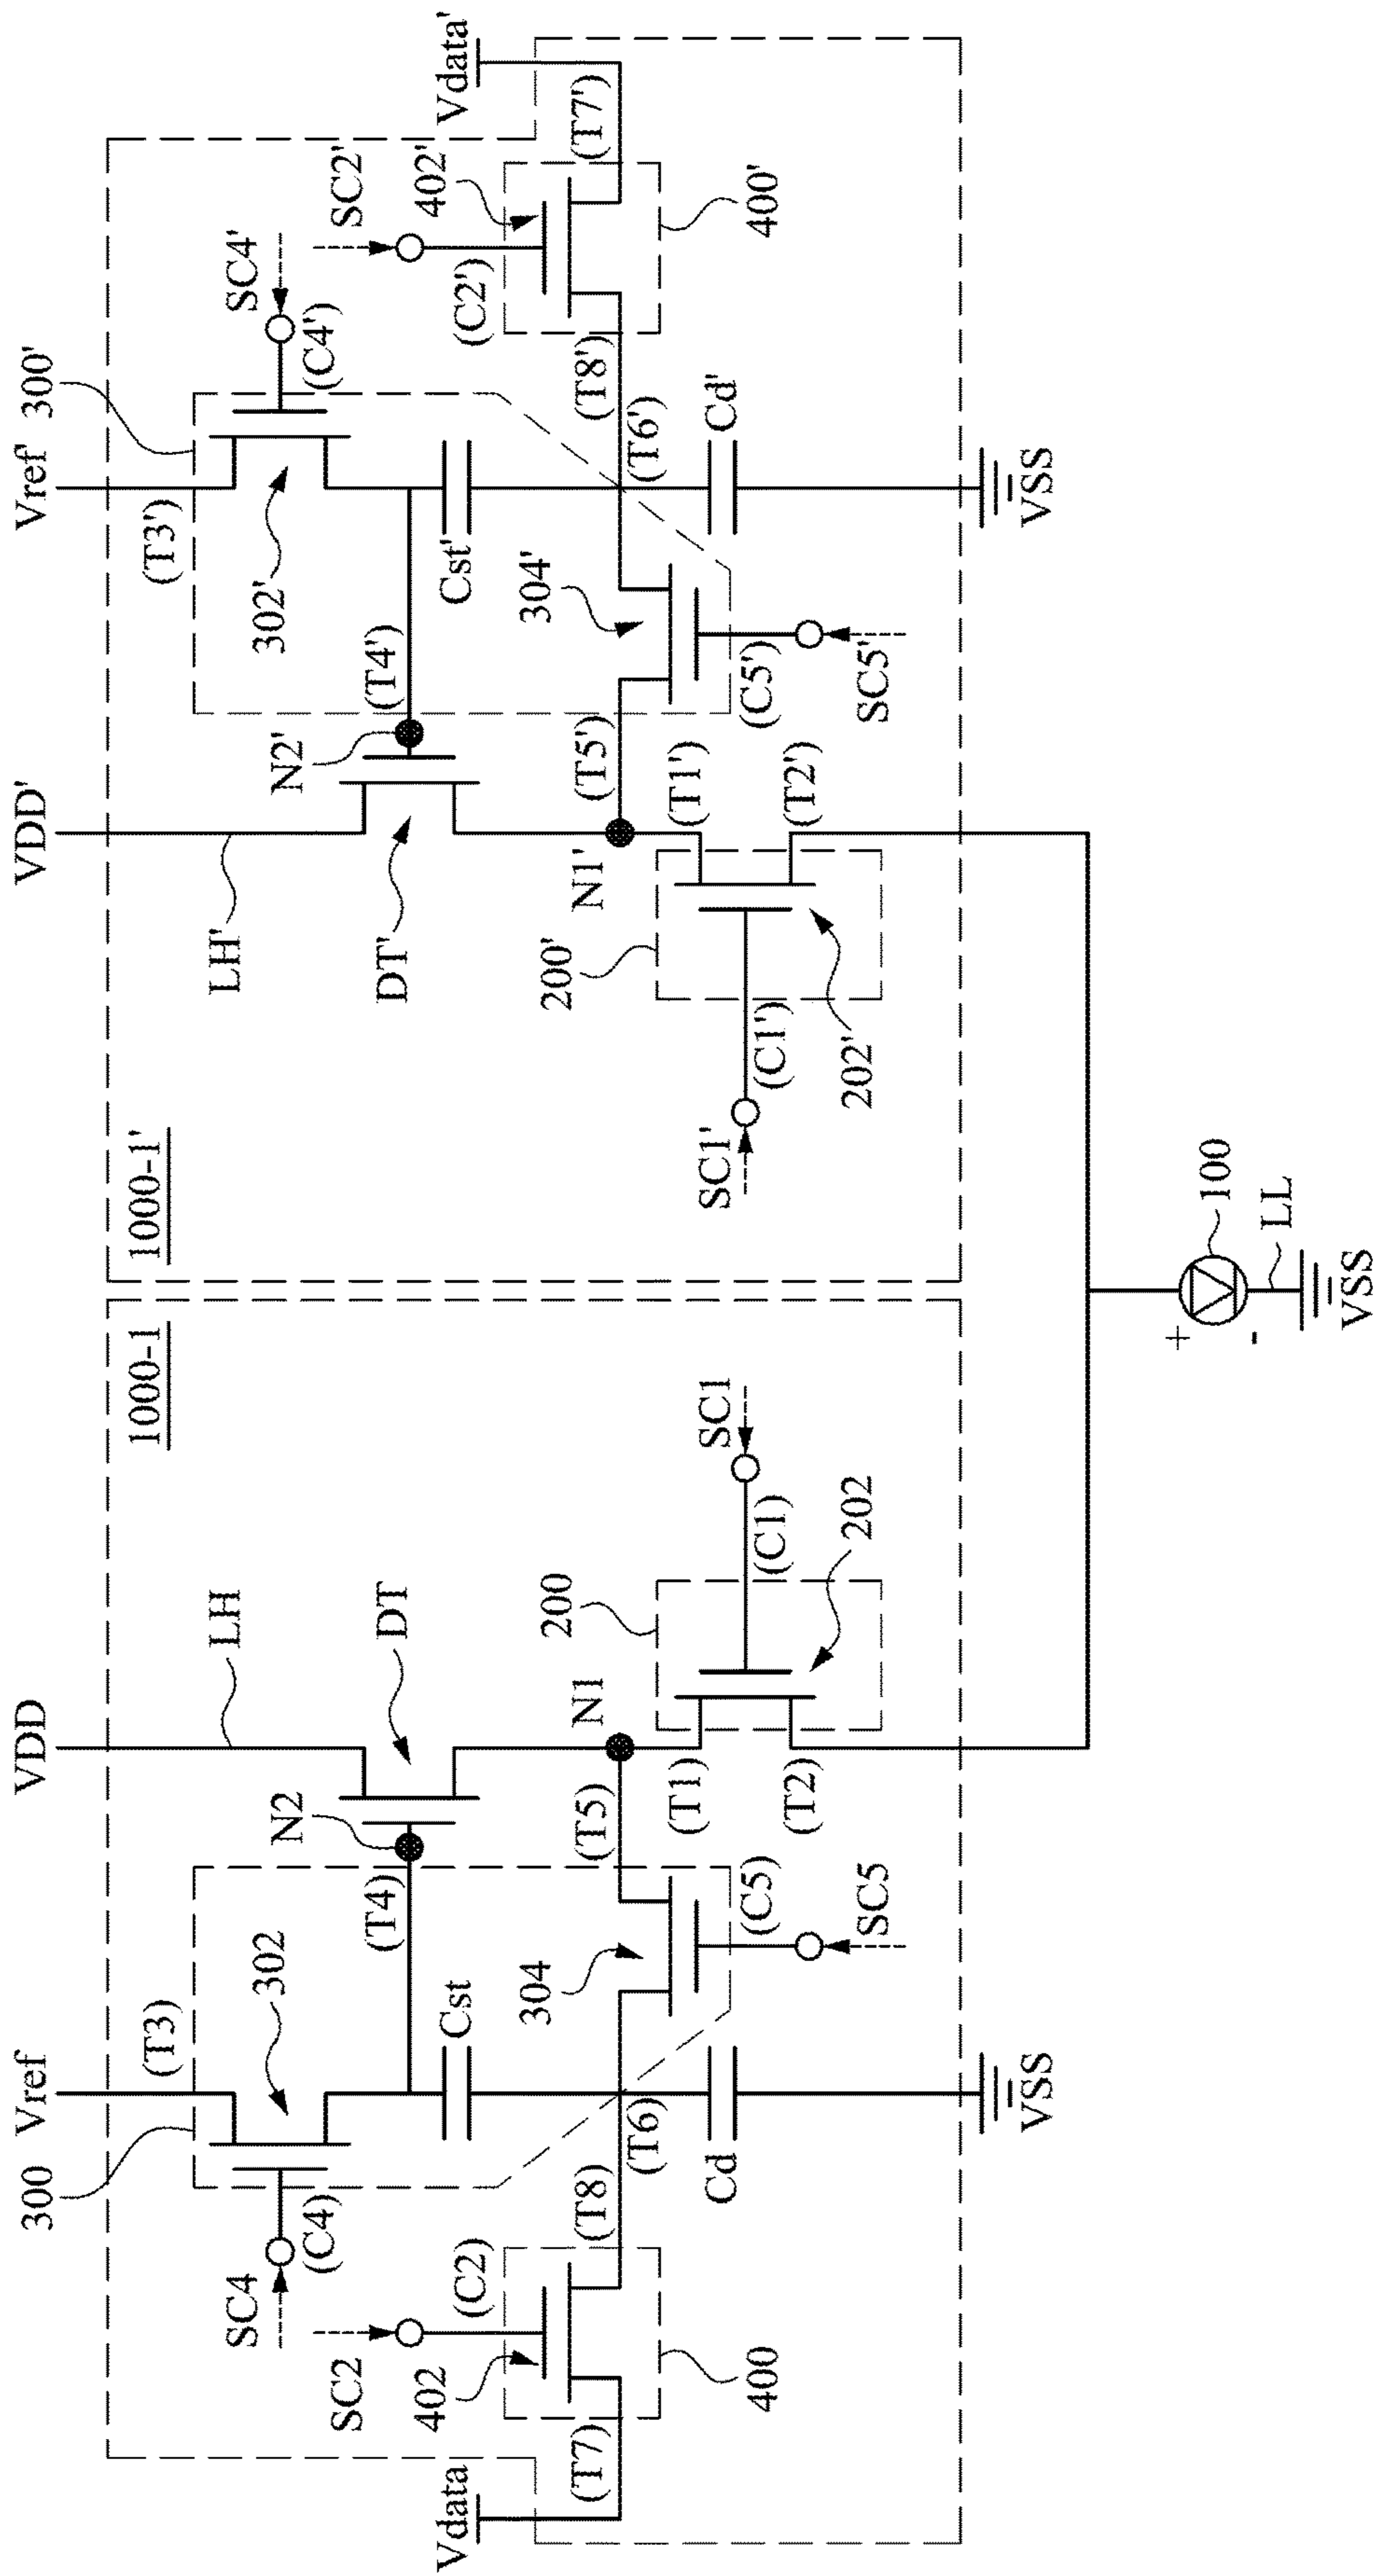 Vref
VDD
VDD'
Vref'
300
(T3)
LH
LH'
(T3')
300'
SC4
(C4)
302
N2
DT
1000-1
1000-1'
DT'
N2'
302'
(C4')
SC4'
SC2
402
(C2)
(T4)
(T4')
SC2'
402'
(C2')
Vdata
Cst
Cst'
Vdata'
(T7)
(T8)
304
(T5)
N1
N1'
(T5')
304'
(T8')
(T7')
400
(T6)
(T1)
200
SC1
SC1'
200'
(T1')
(T6')
400'
Cd
(C5)
(T2)
(C1)
(C1')
(T2')
(C5')
Cd'
SC5
202
202'
SC5'
VSS
VSS
+
100
-
LL
VSS